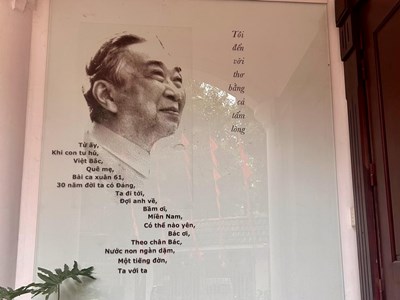 Tôi
đến
với
thơ
bằng
cả
tấm
lòng
Từ ấy,
Khi con tu hú,
Việt Bắc,
Quê mẹ,
Bài ca xuân 61,
30 năm đời ta có Đảng,
Ta đi tới,
Đợi anh về,
Bầm ơi,
Miền Nam,
Có thể nào yên,
Bác ơi,
Theo chân Bác,
Nước non ngàn dặm,
Một tiếng đờn,
Ta với ta